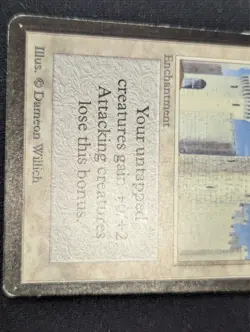 Enchantment
Your untapped
creatures gain +0/+2.
Attacking creatures
lose this bonus.
Illus. © Dameon Willich